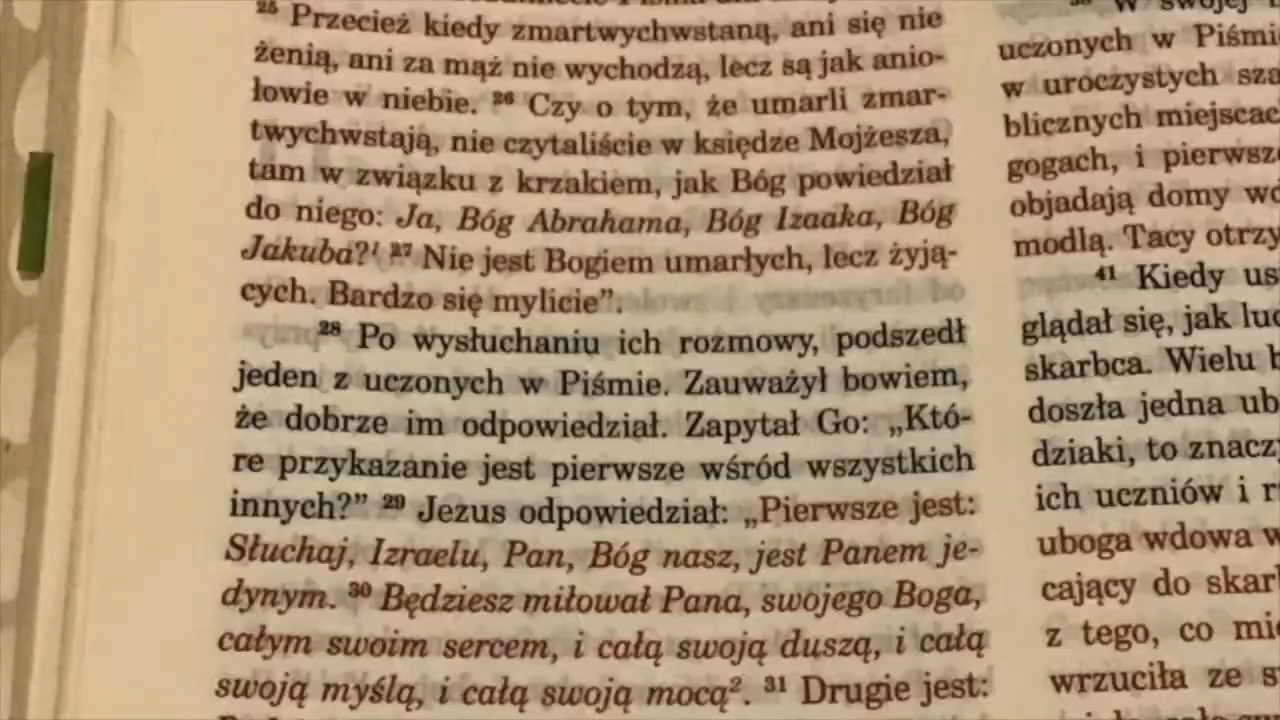 ²⁵ Przecież kiedy zmartwychwstaną, ani się nie
żenią, ani za mąż nie wychodzą, lecz są jak anio-
łowie w niebie. ²⁶ Czy o tym, że umarli zmar-
twychwstają, nie czytaliście w księdze Mojżesza,
tam w związku z krzakiem, jak Bóg powiedział
do niego: Ja, Bóg Abrahama, Bóg Izaaka, Bóg
Jakuba?¹ ²⁷ Nie jest Bogiem umarłych, lecz żyją-
cych. Bardzo się mylicie”.
²⁸ Po wysłuchaniu ich rozmowy, podszedł
jeden z uczonych w Piśmie. Zauważył bowiem,
że dobrze im odpowiedział. Zapytał Go: „Któ-
re przykazanie jest pierwsze wśród wszystkich
innych?” ²⁹ Jezus odpowiedział: „Pierwsze jest:
Słuchaj, Izraelu, Pan, Bóg nasz, jest Panem je-
dynym. ³⁰ Będziesz miłował Pana, swojego Boga,
całym swoim sercem, i całą swoją duszą, i całą
swoją myślą, i całą swoją mocą². ³¹ Drugie jest:
W swojej
uczonych w Piśmi
w uroczystych sza
blicznych miejscac
gogach, i pierwsz
objadają domy wd
modlą. Tacy otrzy
⁴¹ Kiedy us
glądał się, jak lud
skarbca. Wielu b
doszła jedna ub
dziaki, to znaczy
ich uczniów i r
uboga wdowa w
cający do skar
z tego, co mi
wrzuciła ze s